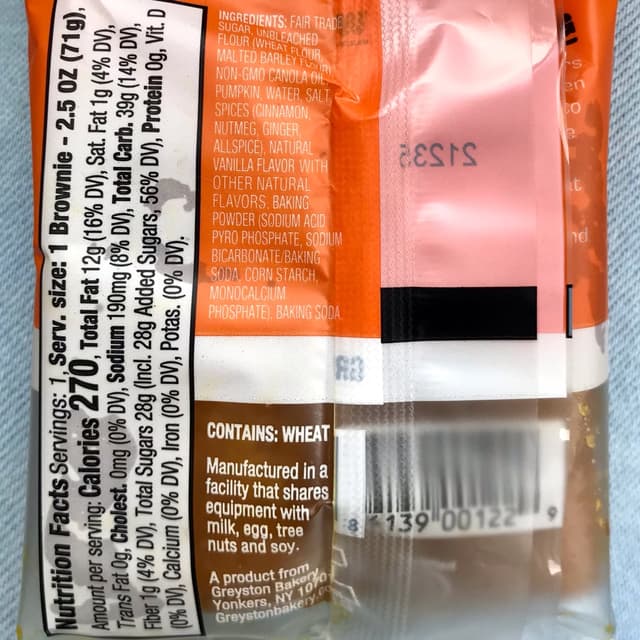 Nutrition Facts Servings: 1, Serv. size: 1 Brownie - 2.5 OZ (71g),
Amount per serving: Calories 270, Total Fat 12g (16% DV), Sat. Fat 1g (4% DV),
Trans Fat 0g, Cholest. 0mg (0% DV), Sodium 190mg (8% DV), Total Carb. 39g (14% DV),
Fiber 1g (4% DV), Total Sugars 28g (Incl. 28g Added Sugars, 56% DV), Protein 0g, Vit. D
(0% DV), Calcium (0% DV), Iron (0% DV), Potas. (0% DV),
INGREDIENTS: FAIR TRADE
SUGAR, UNBLEACHED
FLOUR (WHEAT FLOUR,
MALTED BARLEY FLOUR)
NON-GMO CANOLA OIL,
PUMPKIN, WATER, SALT,
SPICES (CINNAMON,
NUTMEG, GINGER,
ALLSPICE), NATURAL
VANILLA FLAVOR WITH
OTHER NATURAL
FLAVORS, BAKING
POWDER (SODIUM ACID
PYRO PHOSPHATE, SODIUM
BICARBONATE/BAKING
SODA, CORN STARCH,
MONOCALCIUM
PHOSPHATE), BAKING SODA.
CONTAINS: WHEAT
Manufactured in a
facility that shares
equipment with
milk, egg, tree
nuts and soy.
A product from
Greyston Bakery
Yonkers, NY
Greystonbakery
21235
8 139 00122 9